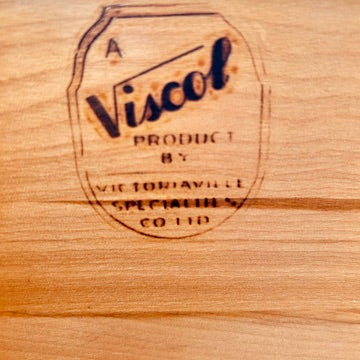 A
Viscol
PRODUCT
BY
VICTORIAVILLE
SPECIALTIES
CO LTD